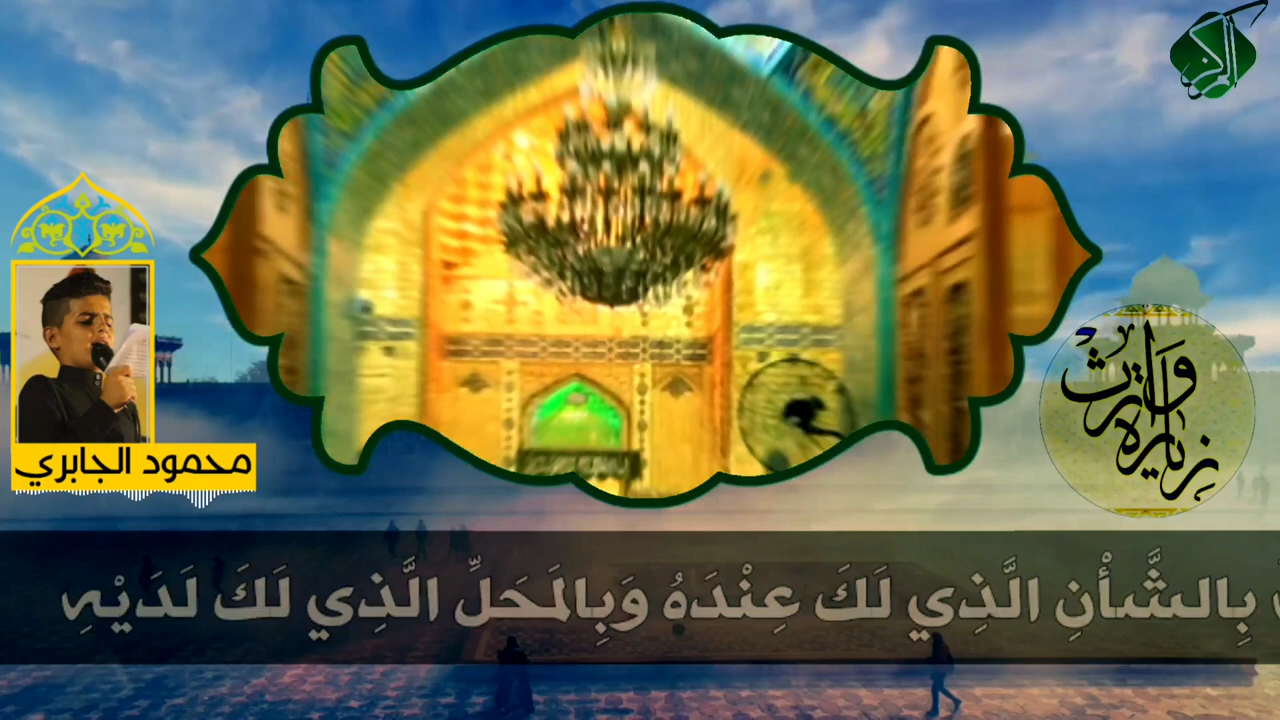 زيارة وارث
محمود الجابري
بِالشَّأْنِ الَّذِي لَكَ عِنْدَهُ وَبِالمَحَلِّ الَّذِي لَكَ لَدَيْهِ